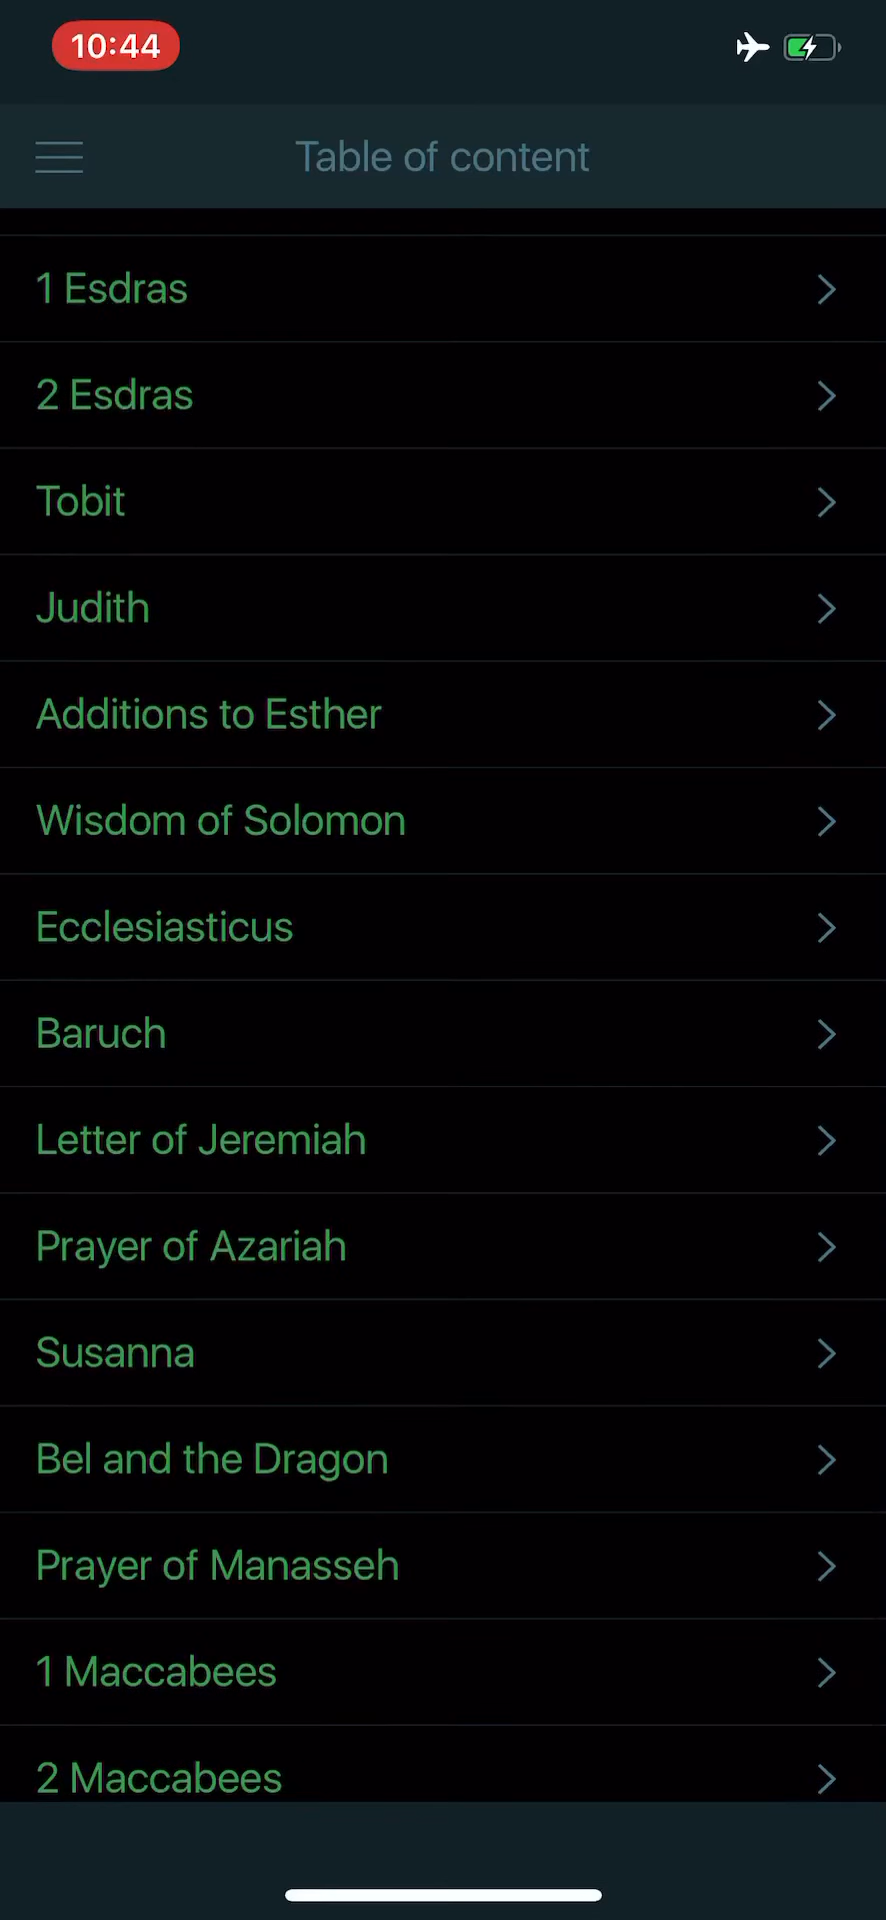 10:44
Table of content
1 Esdras
2 Esdras
Tobit
Judith
Additions to Esther
Wisdom of Solomon
Ecclesiasticus
Baruch
Letter of Jeremiah
Prayer of Azariah
Susanna
Bel and the Dragon
Prayer of Manasseh
1 Maccabees
2 Maccabees